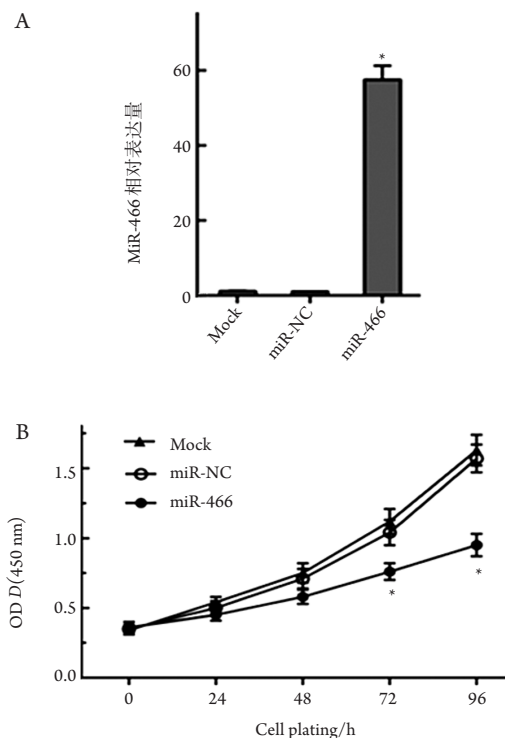 A
MiR-466 相对表达量
60
40
20
0
Mock
miR-NC
miR-466
*
B
Mock
miR-NC
miR-466
OD D(450 nm)
1.5
1.0
0.5
0.0
*
*
0 24 48 72 96
Cell plating/h